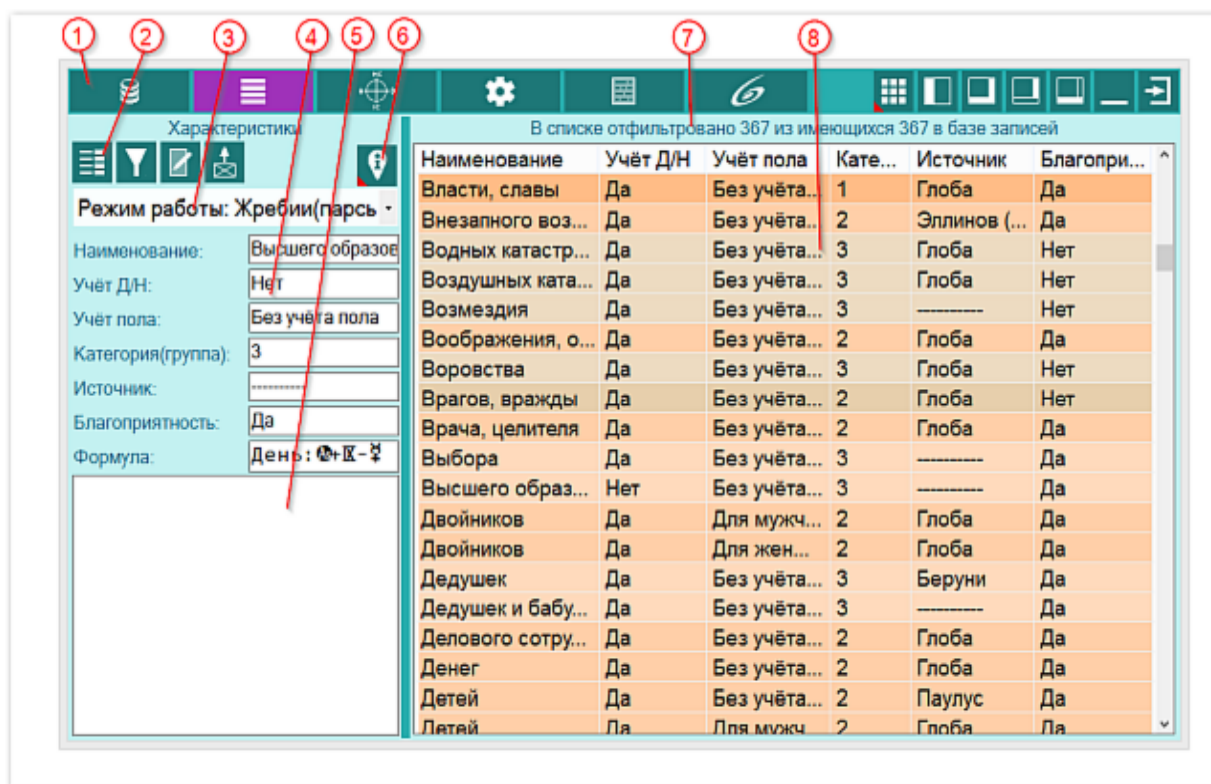 1 2 3 4 5 6 7 8
Характеристики
Режим работы: Жребии(парсь
Наименование: Высшего образов
Учёт Д/Н: Нет
Учёт пола: Без учёта пола
Категория(группа): 3
Источник: ----------
Благоприятность: Да
Формула: День:
В списке отфильтровано 367 из имеющихся 367 в базе записей
Наименование Учёт Д/Н Учёт пола Кате... Источник Благопри...
Власти, славы Да Без учёта... 1 Глоба Да
Внезапного воз... Да Без учёта... 2 Эллинов (... Да
Водных катастр... Да Без учёта... 3 Глоба Нет
Воздушных ката... Да Без учёта... 3 Глоба Нет
Возмездия Да Без учёта... 3 ---------- Нет
Воображения, о... Да Без учёта... 2 Глоба Да
Воровства Да Без учёта... 3 Глоба Нет
Врагов, вражды Да Без учёта... 2 Глоба Нет
Врача, целителя Да Без учёта... 2 Глоба Да
Выбора Да Без учёта... 3 ---------- Да
Высшего образ... Нет Без учёта... 3 ---------- Да
Двойников Да Для мужч... 2 Глоба Да
Двойников Да Для жен... 2 Глоба Да
Дедушек Да Без учёта... 3 Беруни Да
Дедушек и бабу... Да Без учёта... 3 ---------- Да
Делового сотру... Да Без учёта... 2 Глоба Да
Денег Да Без учёта... 2 Глоба Да
Детей Да Без учёта... 2 Паулус Да
Детей Да Для мужч 2 Глоба Да